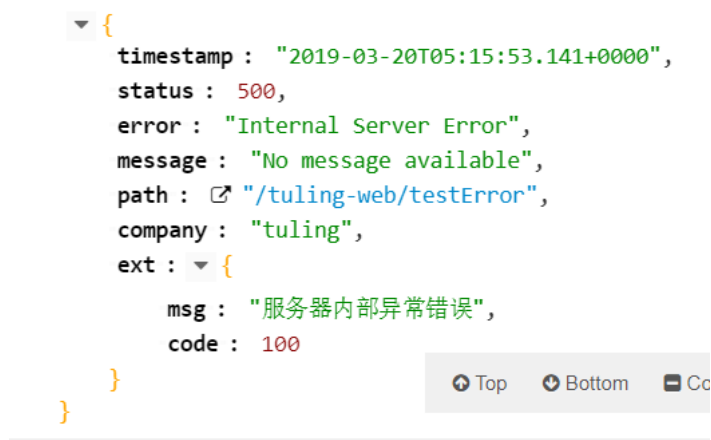 {
timestamp : "2019-03-20T05:15:53.141+0000",
status : 500,
error : "Internal Server Error",
message : "No message available",
path : "/tuling-web/testError",
company : "tuling",
ext : {
msg : "服务器内部异常错误",
code : 100
}
Top Bottom Co
}